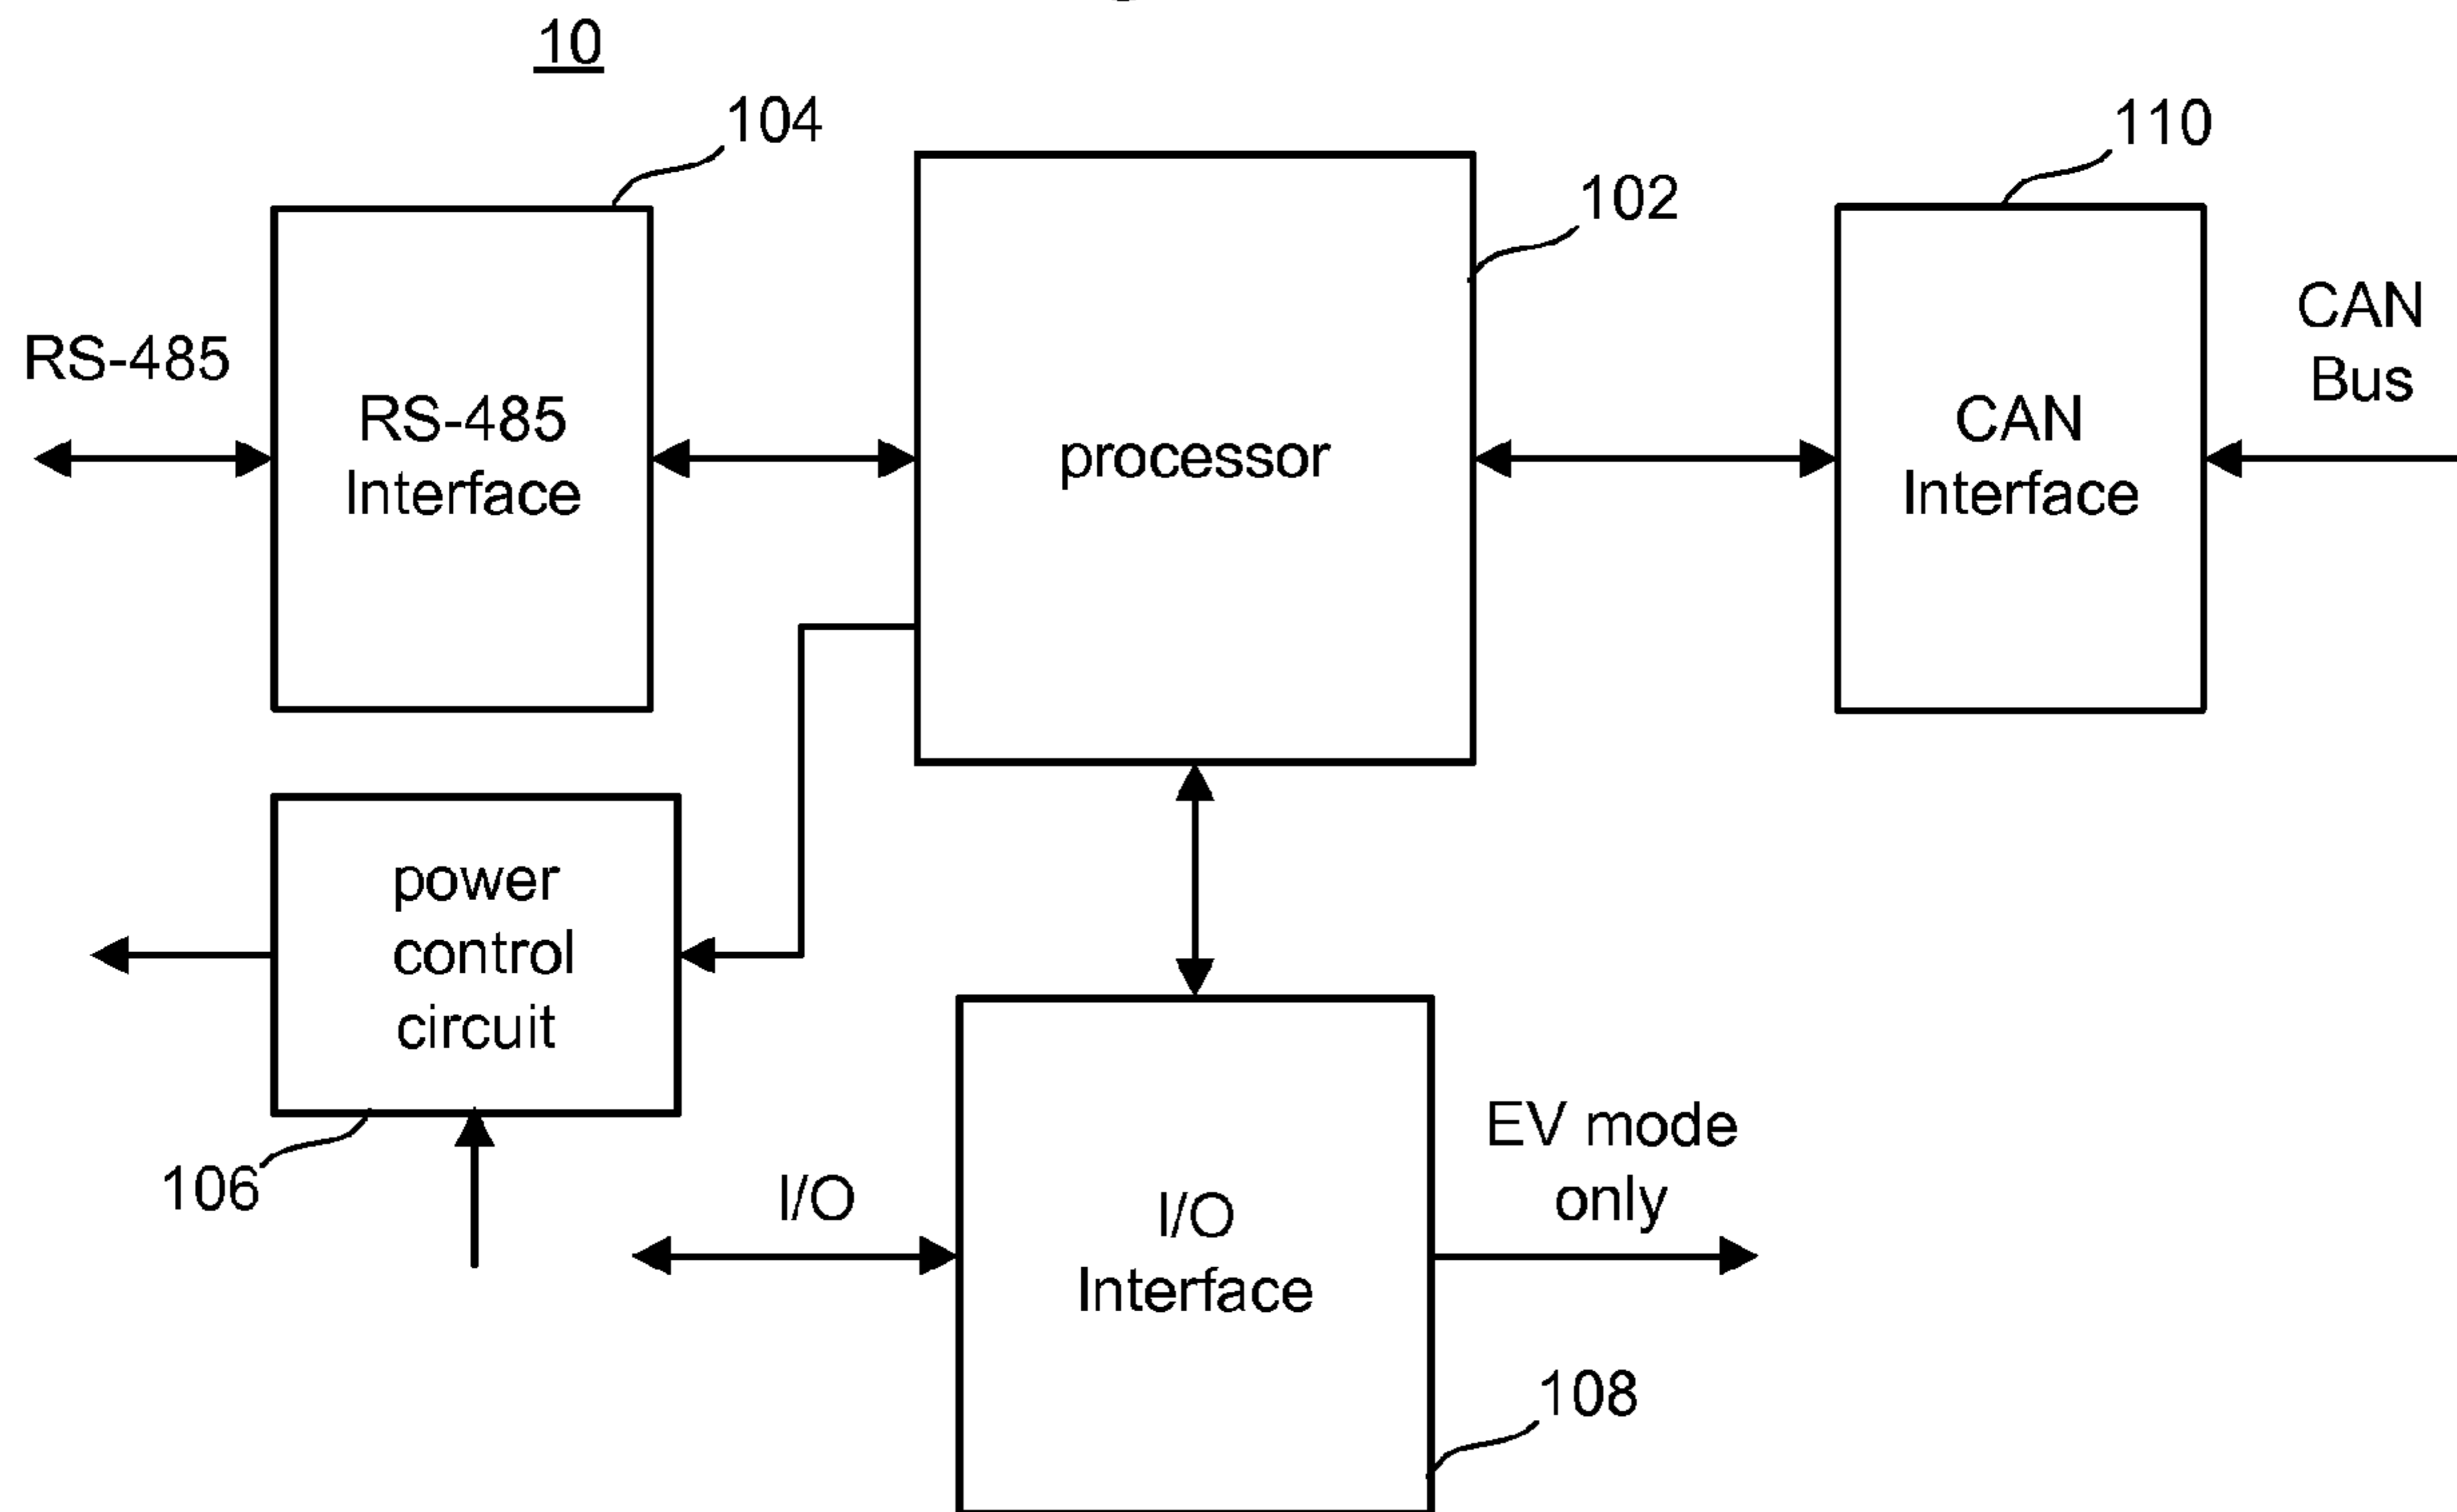 10
104
110
102
RS-485
CAN
Bus
RS-485
Interface
processor
CAN
Interface
power
control
circuit
106
I/O
I/O
Interface
EV mode
only
108